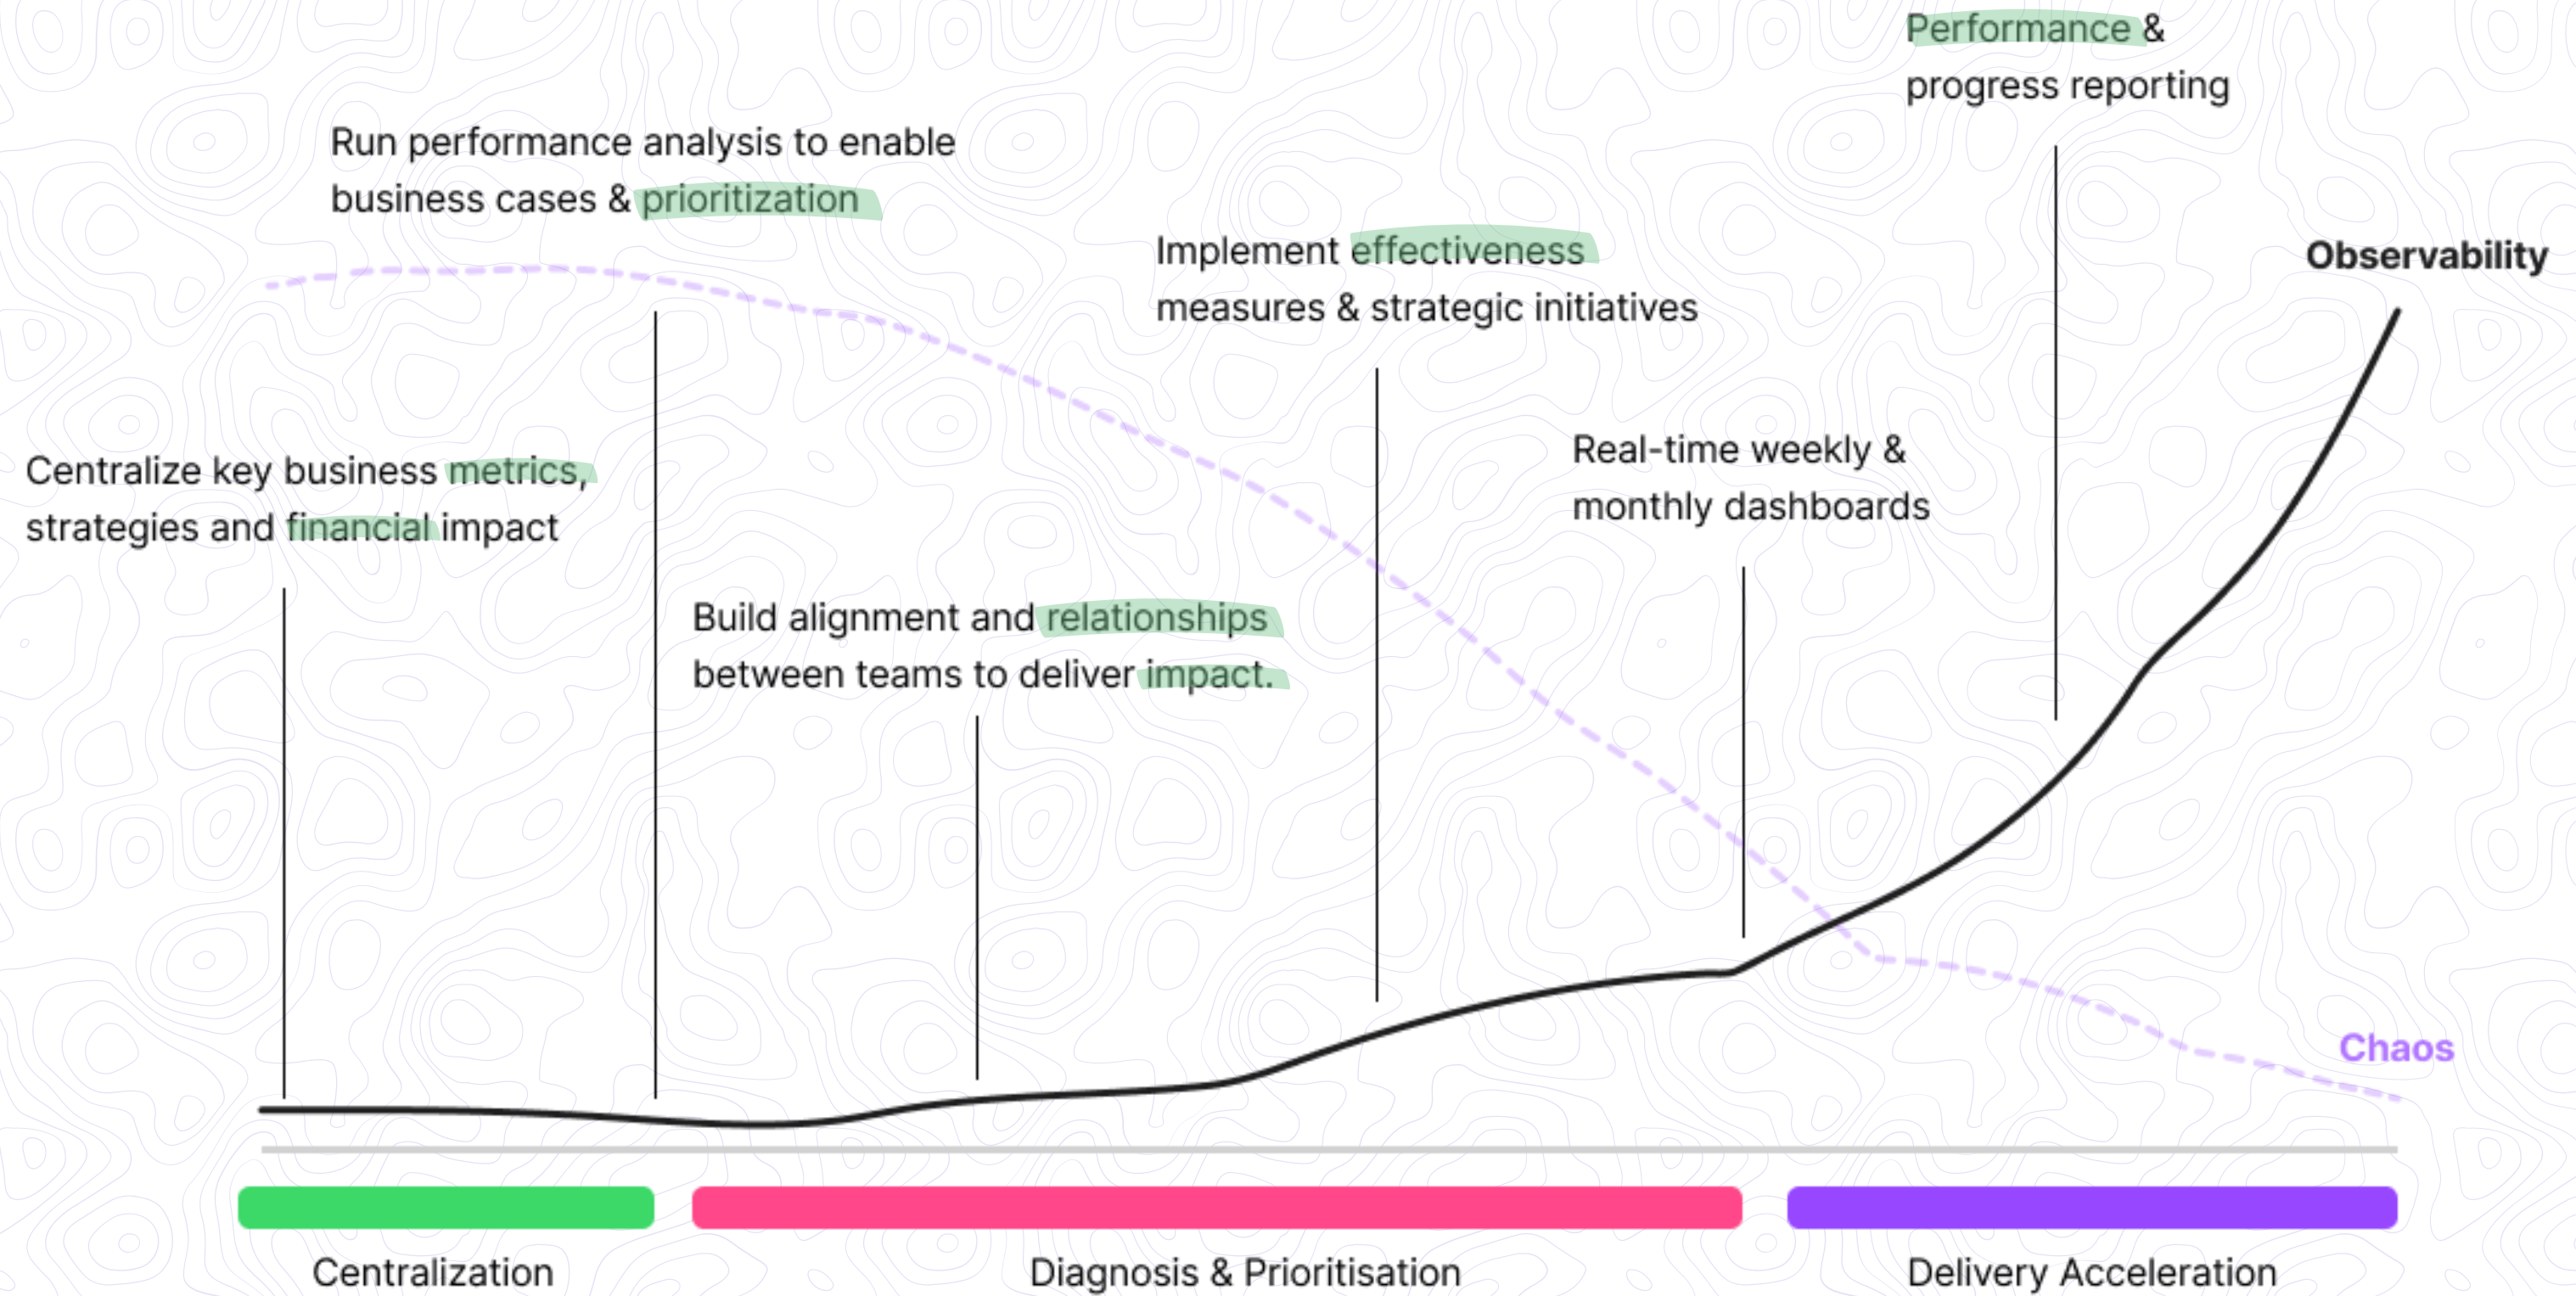 Performance &
progress reporting
Run performance analysis to enable
business cases & prioritization
Implement effectiveness
measures & strategic initiatives
Observability
Real-time weekly &
monthly dashboards
Centralize key business metrics,
strategies and financial impact
Build alignment and relationships
between teams to deliver impact.
Chaos
Centralization
Diagnosis & Prioritisation
Delivery Acceleration